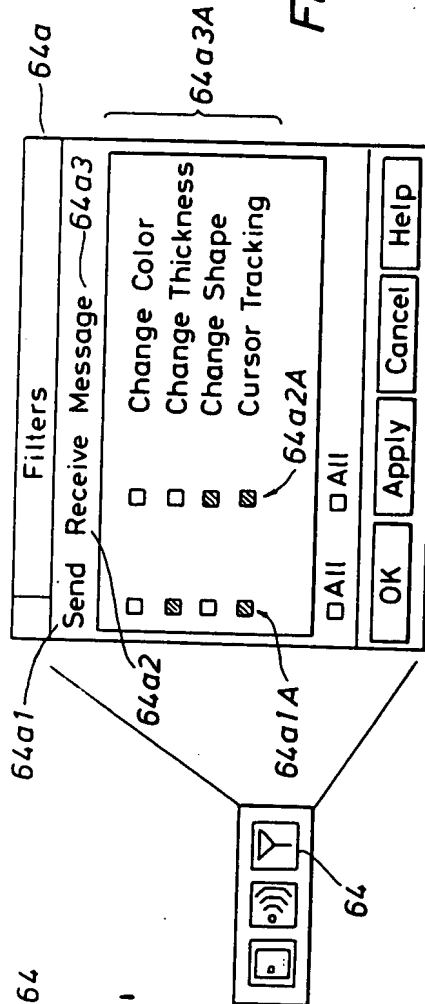 64
64a1
64a2
64a
Filters
Send Receive Message
64a3
Change Color
Change Thickness
Change Shape
Cursor Tracking
64a3A
64a1A
64a2A
All
All
OK Apply Cancel Help
64